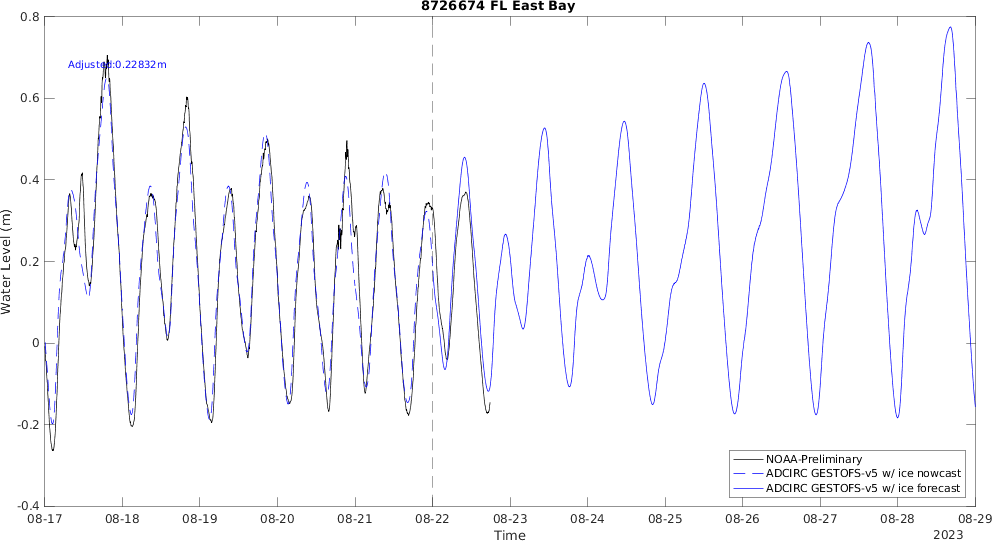 8726674 FL East Bay
Adjusted:0.22832m
Water Level (m)
0.8
0.6
0.4
0.2
0
-0.2
-0.4
NOAA-Preliminary
ADCIRC GESTOFS-v5 w/ ice nowcast
ADCIRC GESTOFS-v5 w/ ice forecast
08-17 08-18 08-19 08-20 08-21 08-22 08-23 08-24 08-25 08-26 08-27 08-28 08-29
Time
2023